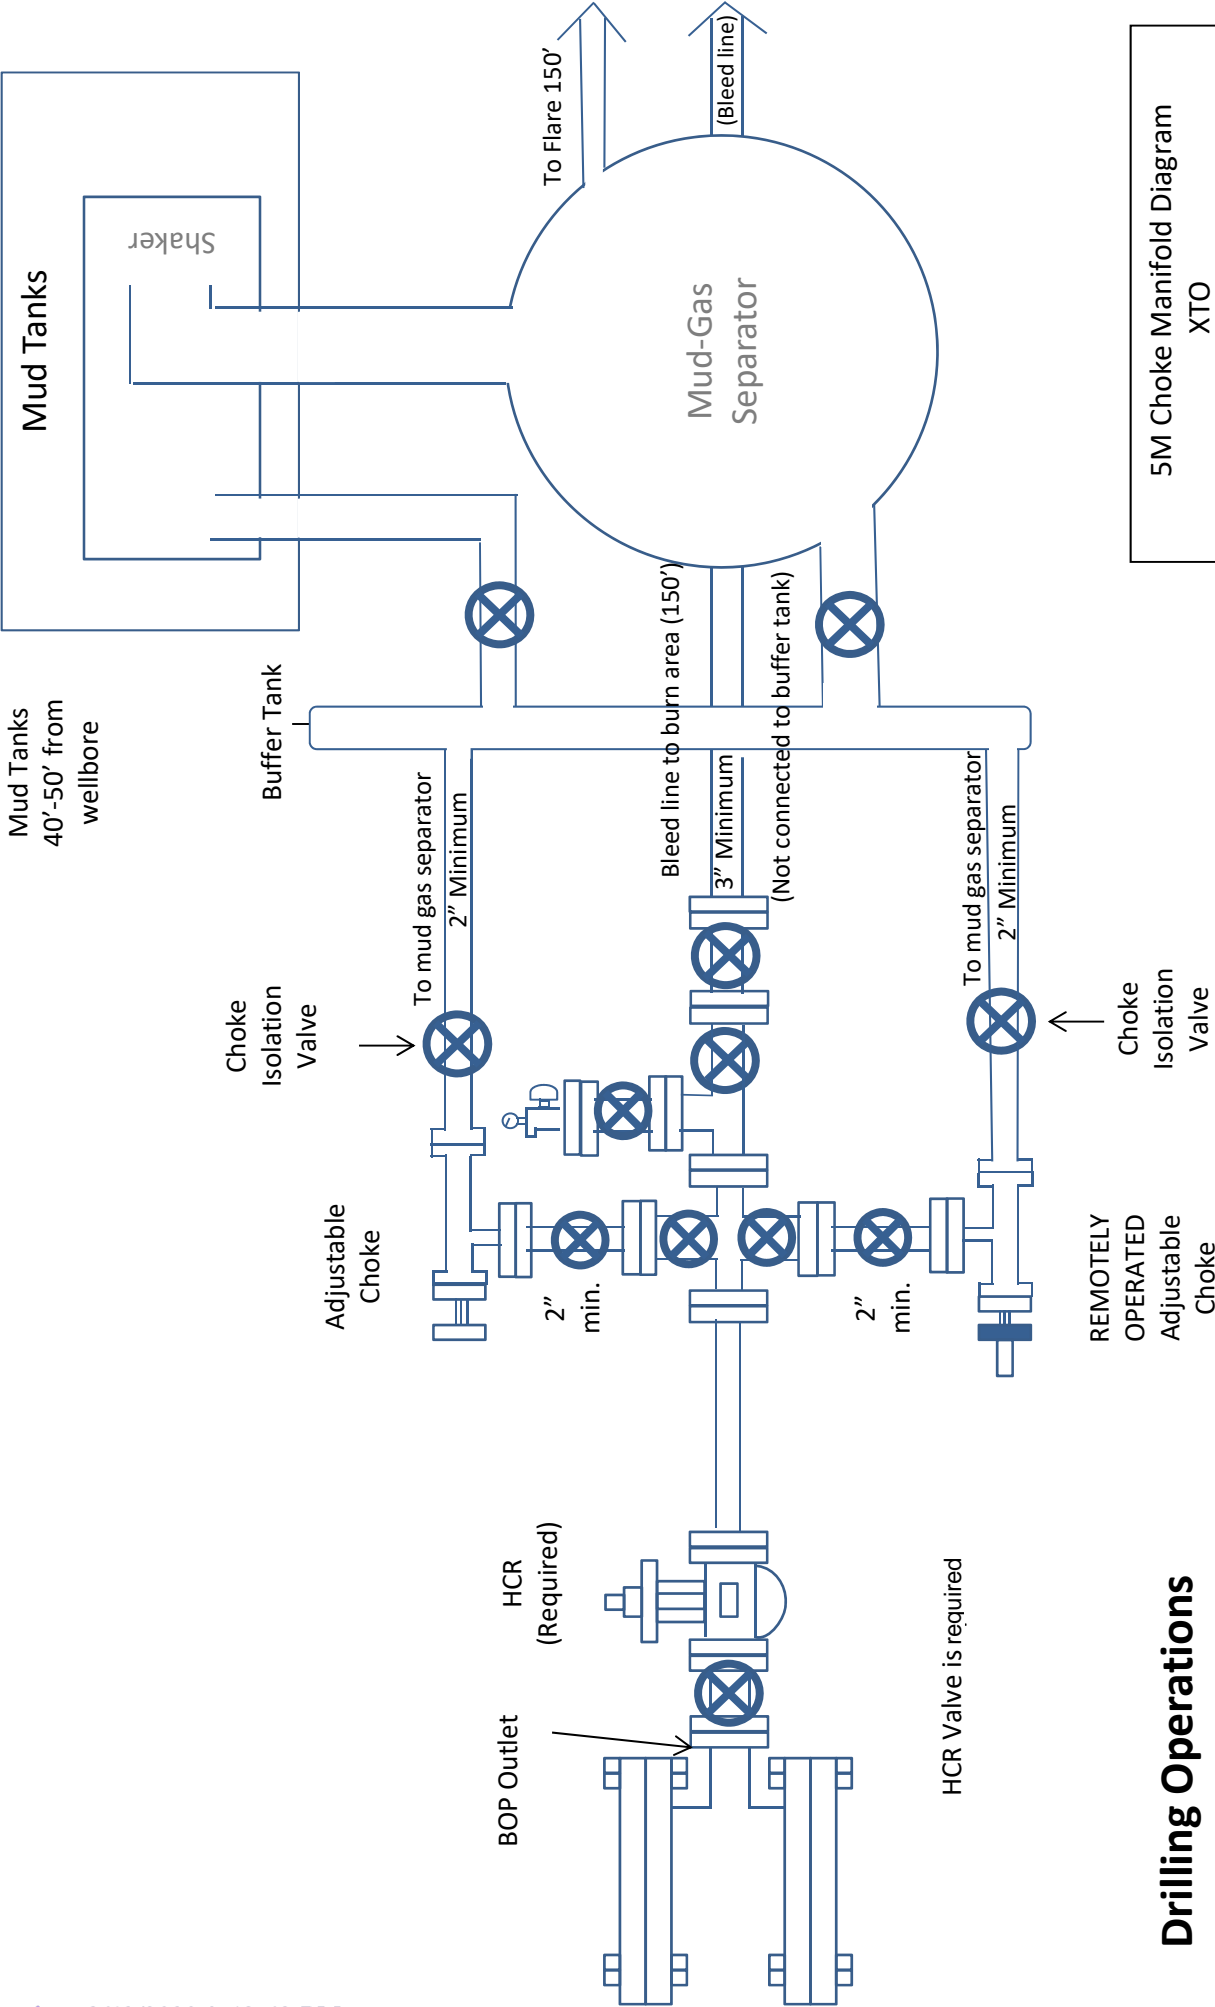 Mud Tanks
Shaker
Mud Tanks
40’-50’ from
wellbore
Buffer Tank
To Flare 150’
(Bleed line)
Mud-Gas
Separator
Bleed line to burn area (150’)
3” Minimum
(Not connected to buffer tank)
To mud gas separator
2” Minimum
To mud gas separator
2” Minimum
Choke
Isolation
Valve
Choke
Isolation
Valve
Adjustable
Choke
2”
min.
2”
min.
REMOTELY
OPERATED
Adjustable
Choke
HCR
(Required)
BOP Outlet
HCR Valve is required
Drilling Operations
5M Choke Manifold Diagram
XTO